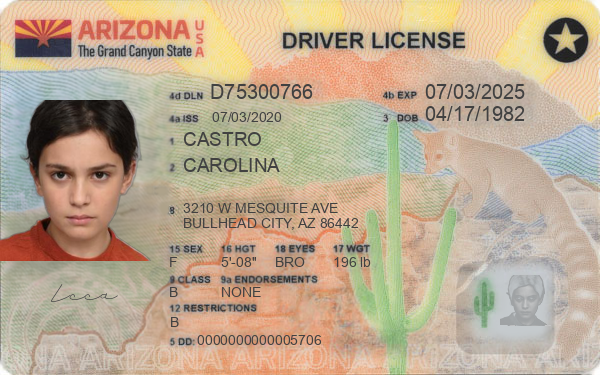 ARIZONA USA
The Grand Canyon State
DRIVER LICENSE
4d DLN D75300766
4b EXP 07/03/2025
4a ISS 07/03/2020
3 DOB 04/17/1982
1 CASTRO
2 CAROLINA
8 3210 W MESQUITE AVE
BULLHEAD CITY, AZ 86442
15 SEX 16 HGT 18 EYES 17 WGT
F 5'-08" BRO 196 lb
9 CLASS 9a ENDORSEMENTS
B NONE
12 RESTRICTIONS
B
5 DD: 0000000000005706
ARIZONA ARIZONA ARIZONA ARIZONA